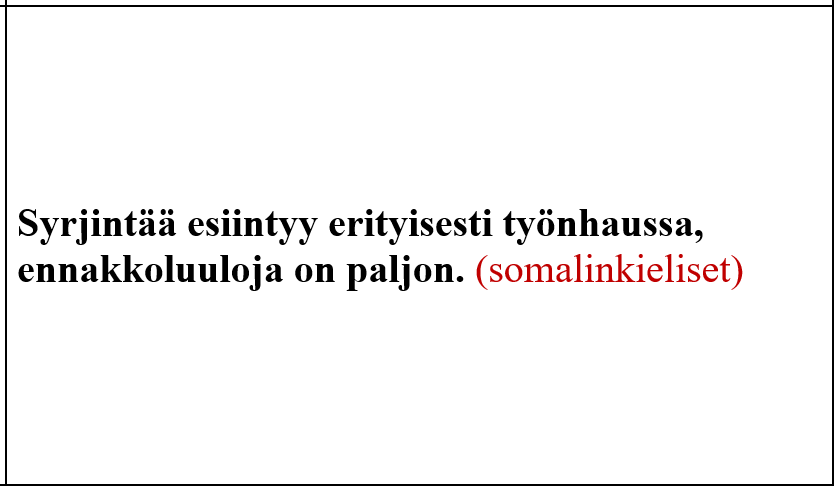 Syrjintää esiintyy erityisesti työnhaussa,
ennakkoluuloja on paljon. (somalinkieliset)